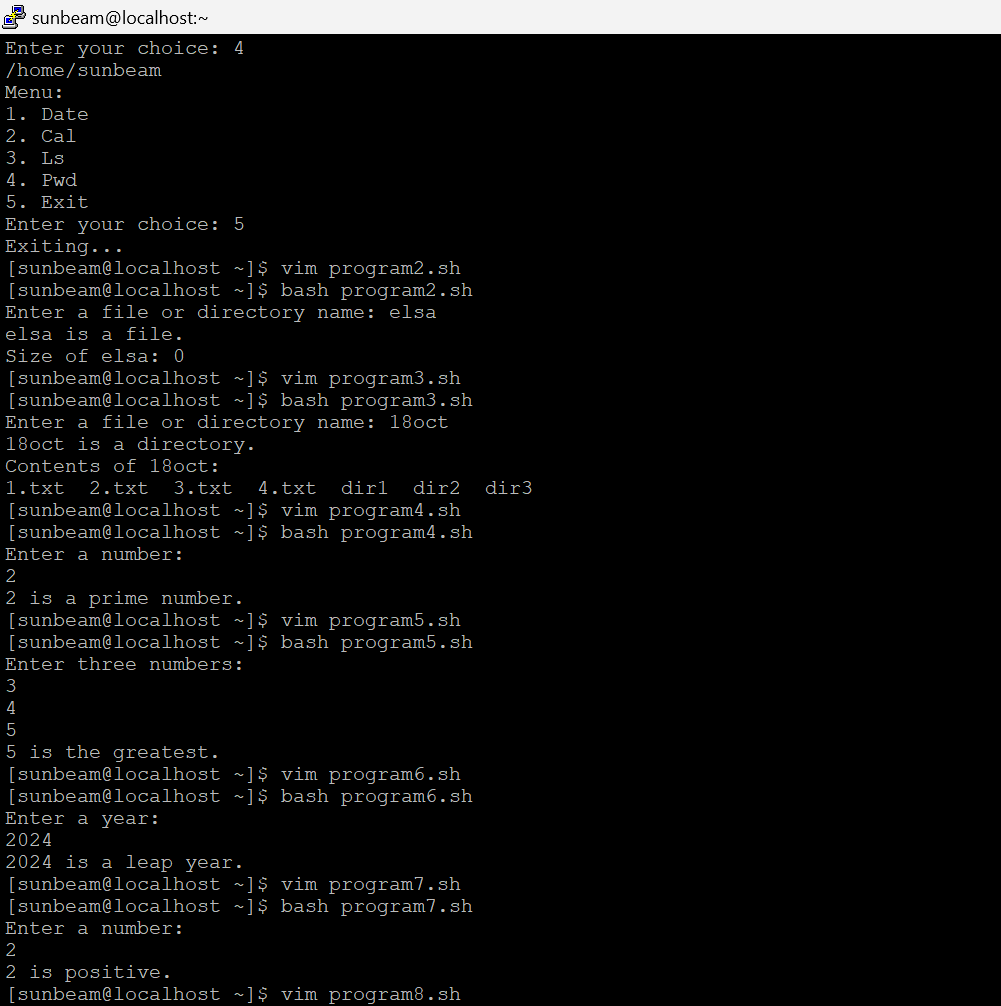 sunbeam@localhost:~
Enter your choice: 4
/home/sunbeam
Menu:
1. Date
2. Cal
3. Ls
4. Pwd
5. Exit
Enter your choice: 5
Exiting...
[sunbeam@localhost ~]$ vim program2.sh
[sunbeam@localhost ~]$ bash program2.sh
Enter a file or directory name: elsa
elsa is a file.
Size of elsa: 0
[sunbeam@localhost ~]$ vim program3.sh
[sunbeam@localhost ~]$ bash program3.sh
Enter a file or directory name: 18oct
18oct is a directory.
Contents of 18oct:
1.txt  2.txt  3.txt  4.txt  dir1  dir2  dir3
[sunbeam@localhost ~]$ vim program4.sh
[sunbeam@localhost ~]$ bash program4.sh
Enter a number:
2
2 is a prime number.
[sunbeam@localhost ~]$ vim program5.sh
[sunbeam@localhost ~]$ bash program5.sh
Enter three numbers:
3
4
5
5 is the greatest.
[sunbeam@localhost ~]$ vim program6.sh
[sunbeam@localhost ~]$ bash program6.sh
Enter a year:
2024
2024 is a leap year.
[sunbeam@localhost ~]$ vim program7.sh
[sunbeam@localhost ~]$ bash program7.sh
Enter a number:
2
2 is positive.
[sunbeam@localhost ~]$ vim program8.sh